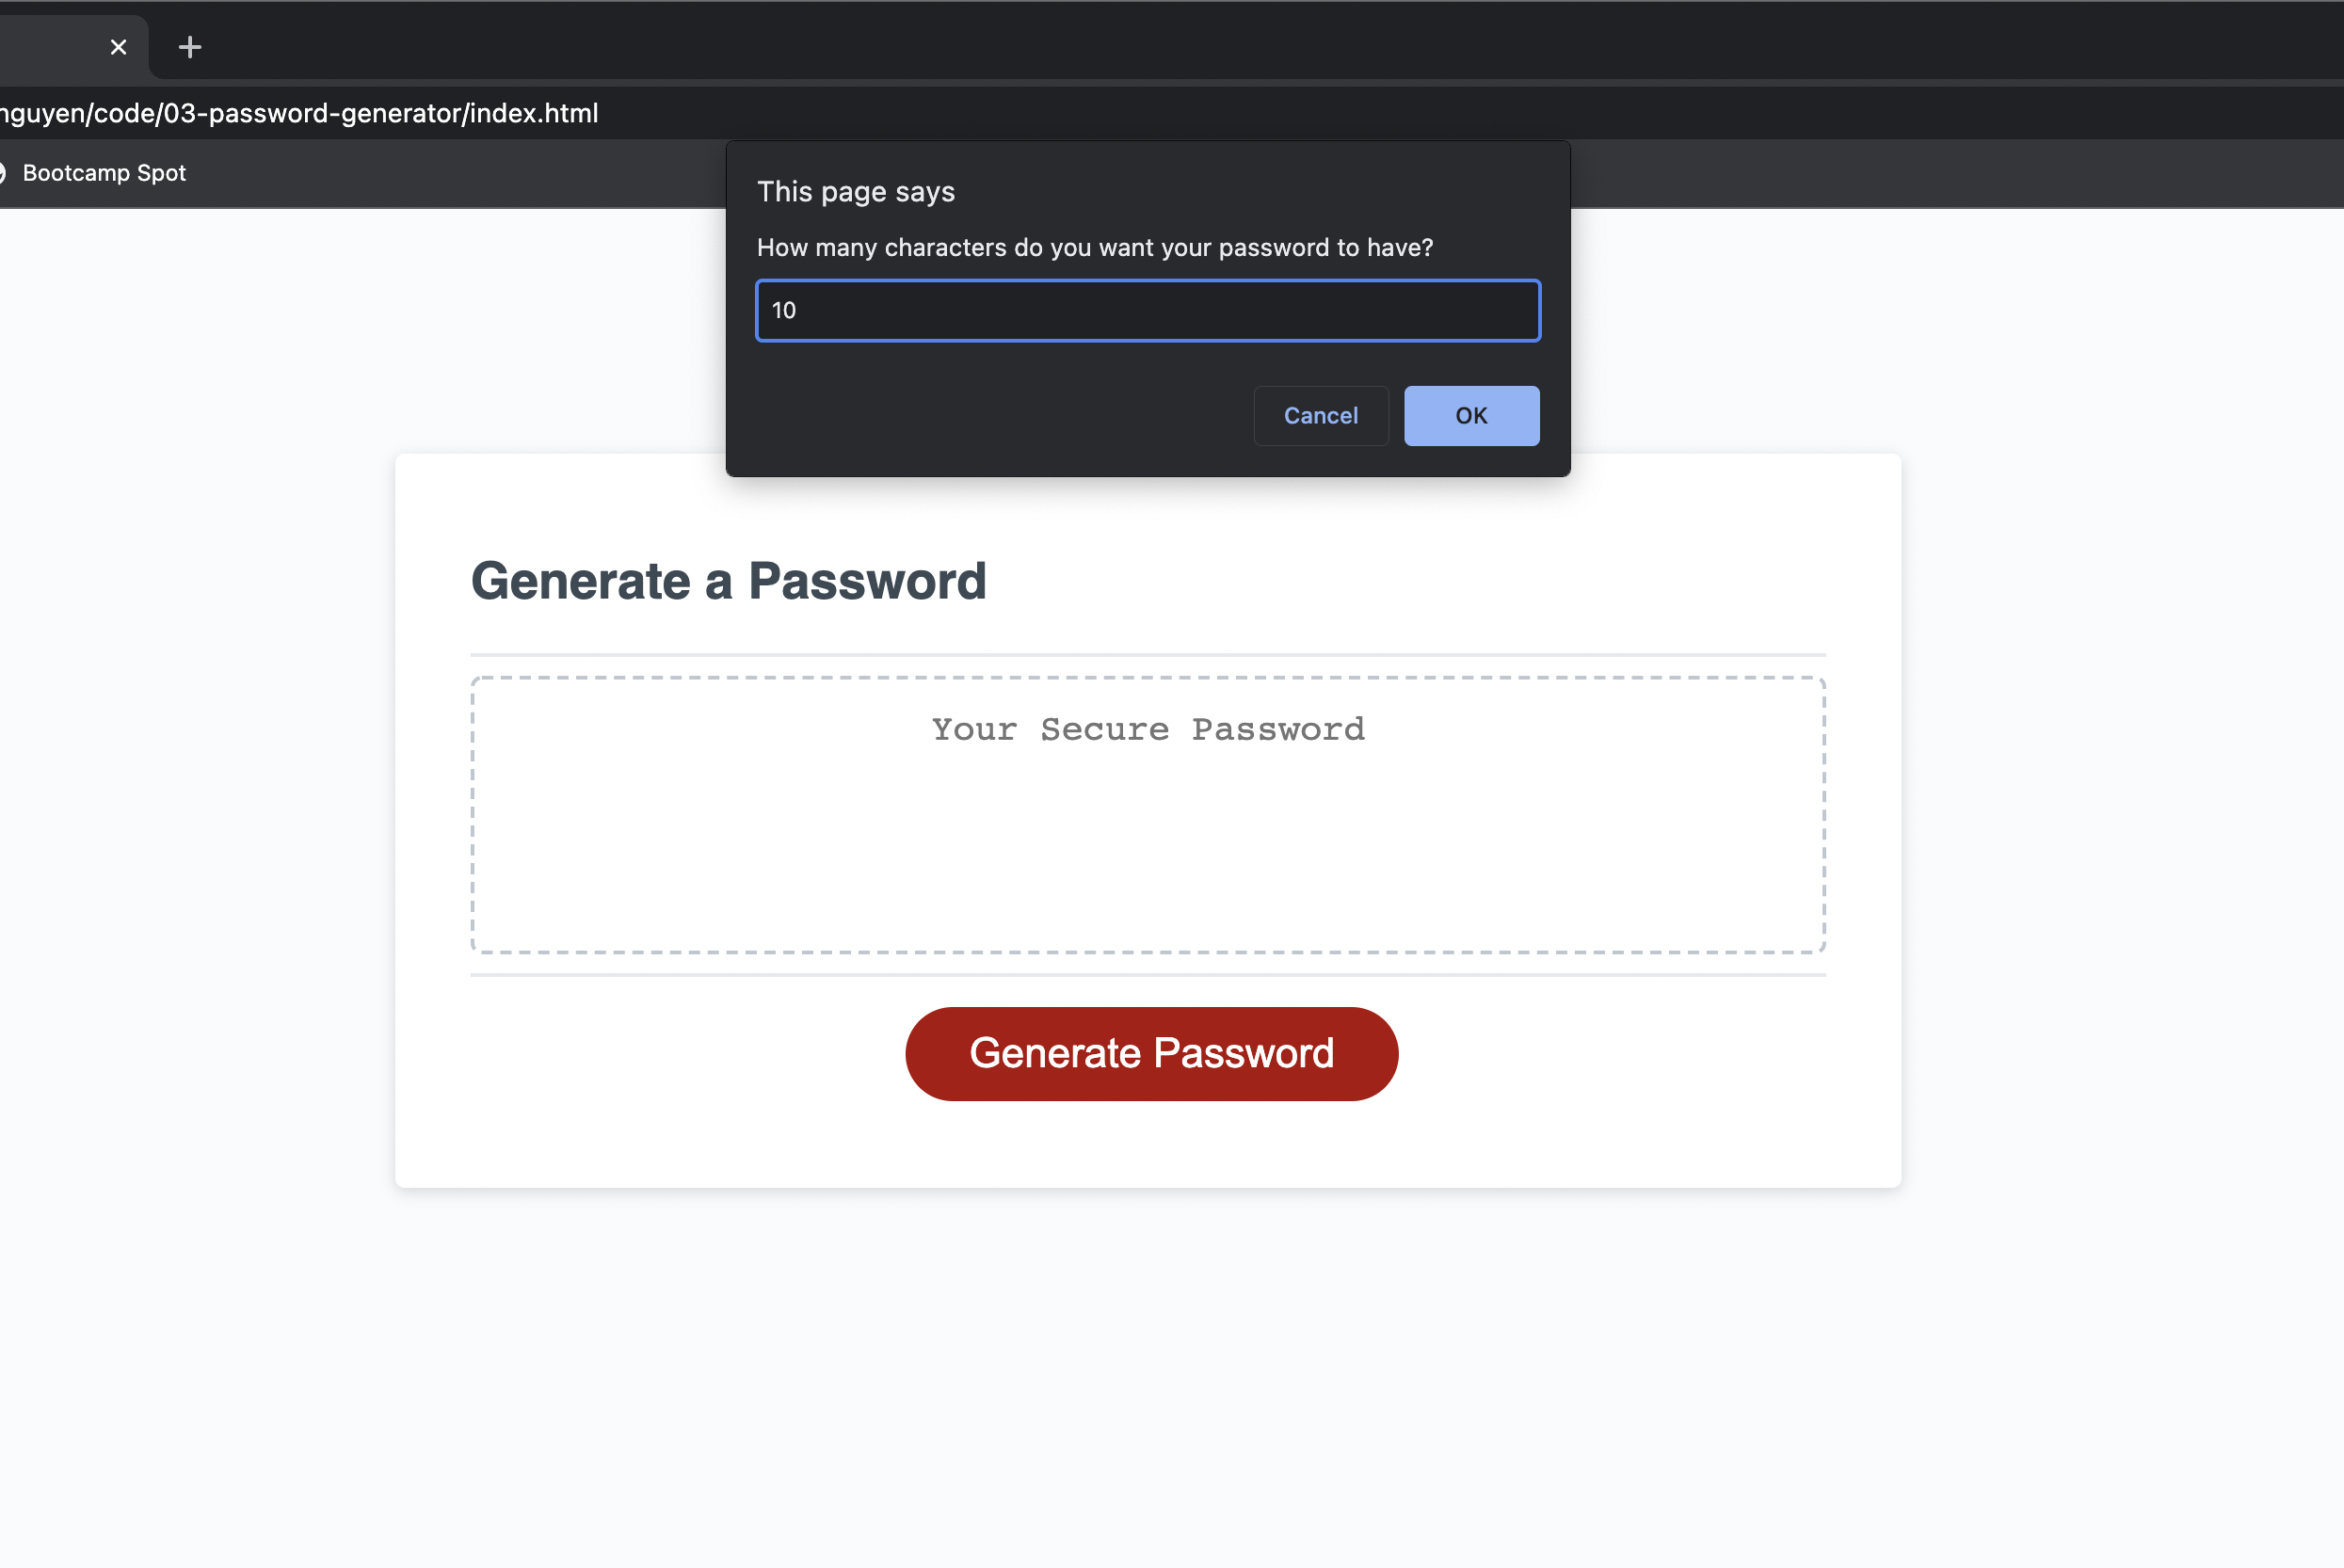 nguyen/code/03-password-generator/index.html
Bootcamp Spot
This page says
How many characters do you want your password to have?
10
Cancel
OK
Generate a Password
Your Secure Password
Generate Password